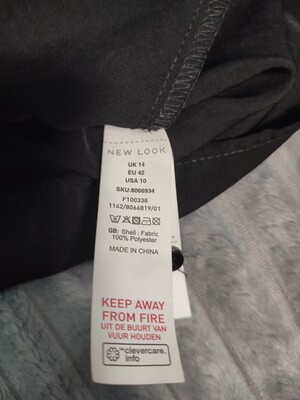 NEW LOOK
UK 14
EU 42
USA 10
SKU:8066934
F100338
1142/8066819/01
GB: Shell : Fabric
100% Polyester
MADE IN CHINA
KEEP AWAY
FROM FIRE
UIT DE BUURT VAN
VUUR HOUDEN
™clevercare.
info